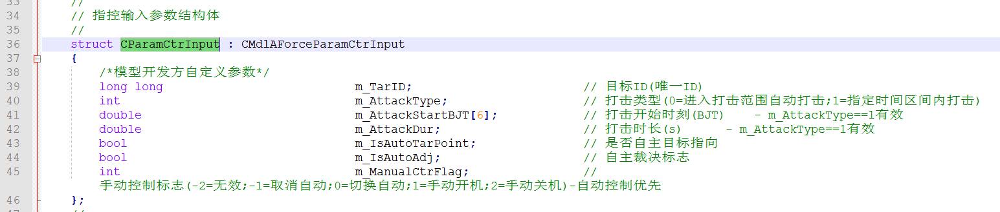 33 //
34 // 指控输入参数结构体
35 //
36 struct CParamCtrInput : CMdlAForceParamCtrInput
37 {
38 /*模型开发方自定义参数*/
39 long long m_TarID; // 目标ID(唯一ID)
40 int m_AttackType; // 打击类型(0=进入打击范围自动打击;1=指定时间区间内打击)
41 double m_AttackStartBJT[6]; // 打击开始时刻(BJT) - m_AttackType==1有效
42 double m_AttackDur; // 打击时长(s) - m_AttackType==1有效
43 bool m_IsAutoTarPoint; // 是否自主目标指向
44 bool m_IsAutoAdj; // 自主裁决标志
45 int m_ManualCtrFlag; //
手动控制标志(-2=无效;-1=取消自动;0=切换自动;1=手动开机;2=手动关机)-自动控制优先
46 };
47 //